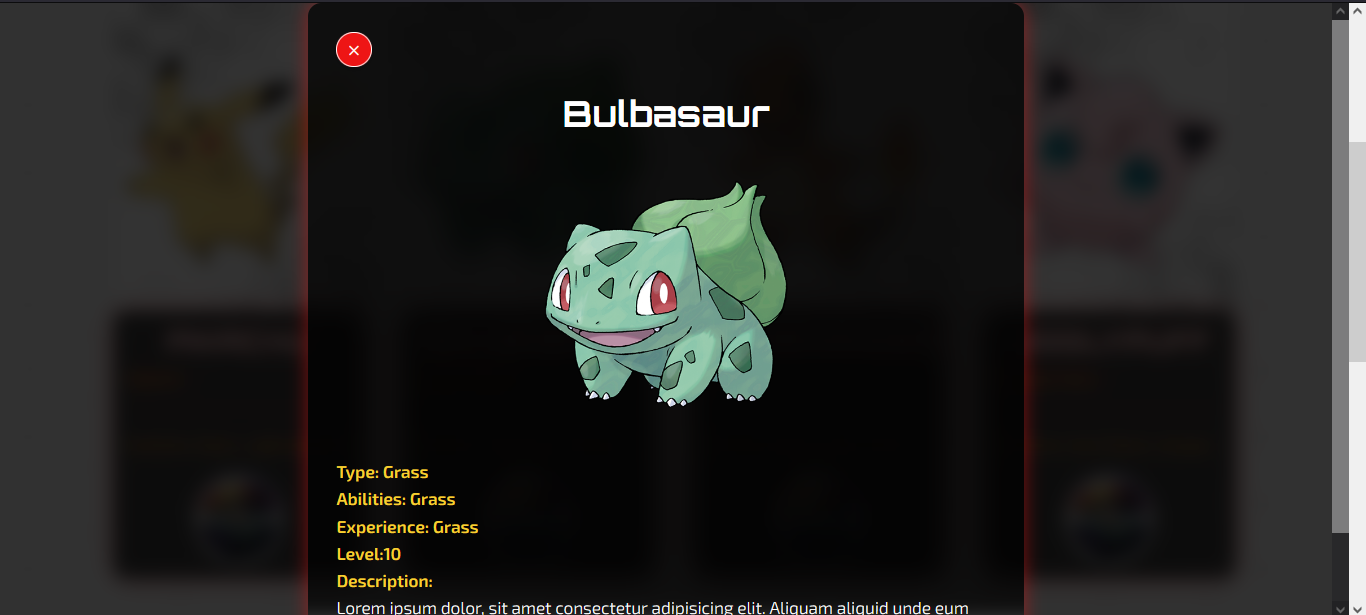 ×
Bulbasaur
Type: Grass
Abilities: Grass
Experience: Grass
Level:10
Description:
Lorem ipsum dolor, sit amet consectetur adipisicing elit. Aliquam aliquid unde eum